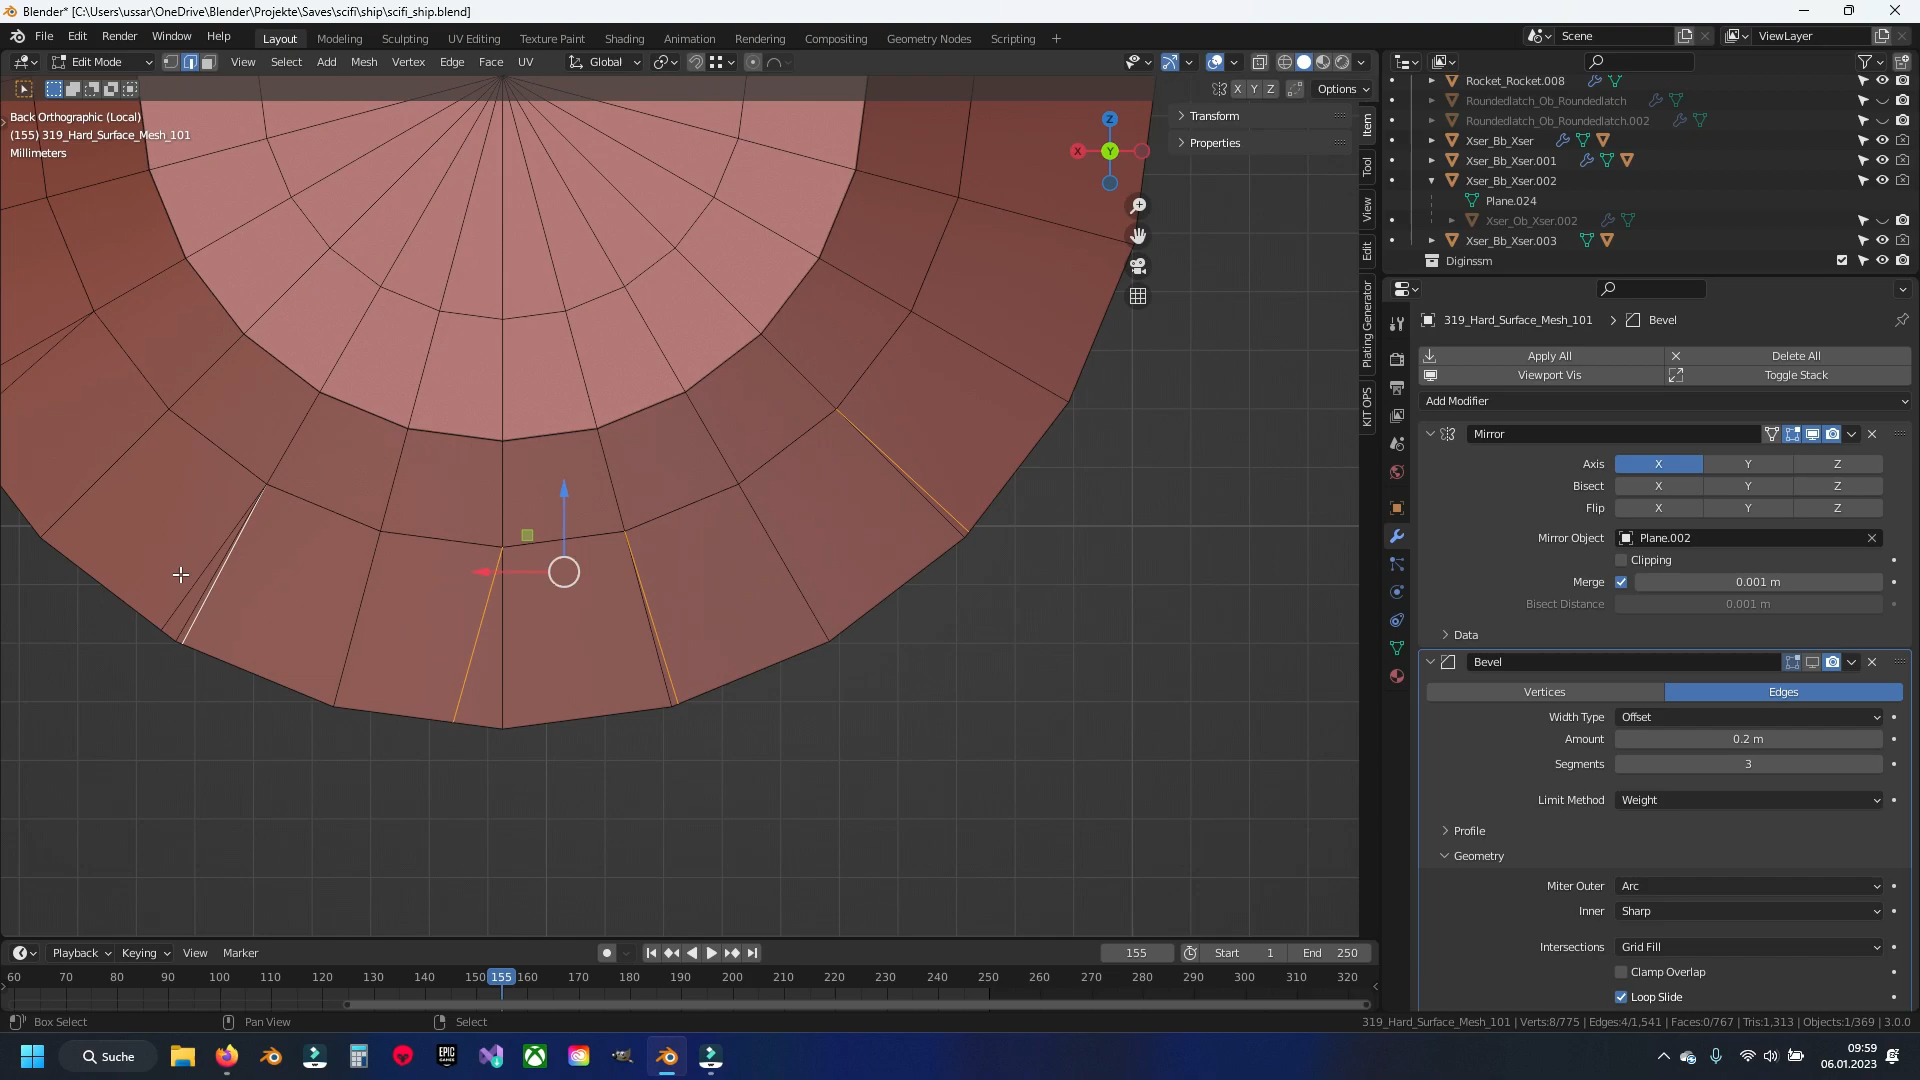 Blender* [C:\Users\ussar\OneDrive\Blender\Projekte\Saves\scifi\ship\scifi_ship.blend]
File Edit Render Window Help Layout Modeling Sculpting UV Editing Texture Paint Shading Animation Rendering Compositing Geometry Nodes Scripting + Scene ViewLayer
Edit Mode View Select Add Mesh Vertex Edge Face UV Global
X Y Z Options
Back Orthographic (Local)
(155) 319_Hard_Surface_Mesh_101
Millimeters
Transform
Properties
Z
X
Y
Item
Tool
View
Edit
Plating Generator
KIT OPS
Rocket_Rocket.008
Roundedlatch_Ob_Roundedlatch
Roundedlatch_Ob_Roundedlatch.002
Xser_Bb_Xser
Xser_Bb_Xser.001
Xser_Bb_Xser.002
Plane.024
Xser_Ob_Xser.002
Xser_Bb_Xser.003
Diginssm
319_Hard_Surface_Mesh_101 Bevel
Apply All Delete All
Viewport Vis Toggle Stack
Add Modifier
Mirror
Axis X Y Z
Bisect X Y Z
Flip X Y Z
Mirror Object Plane.002
Clipping
Merge 0.001 m
Bisect Distance 0.001 m
Data
Bevel
Vertices Edges
Width Type Offset
Amount 0.2 m
Segments 3
Limit Method Weight
Profile
Geometry
Miter Outer Arc
Inner Sharp
Intersections Grid Fill
Clamp Overlap
Loop Slide
Playback Keying View Marker 155 Start 1 End 250
60 70 80 90 100 110 120 130 140 150 155 160 170 180 190 200 210 220 230 240 250 260 270 280 290 300 310 320
Box Select Pan View Select 319_Hard_Surface_Mesh_101 | Verts:8/775 | Edges:4/1,541 | Faces:0/767 | Tris:1,313 | Objects:1/369 | 3.0.0
Suche
EPIC GAMES
09:59
06.01.2023